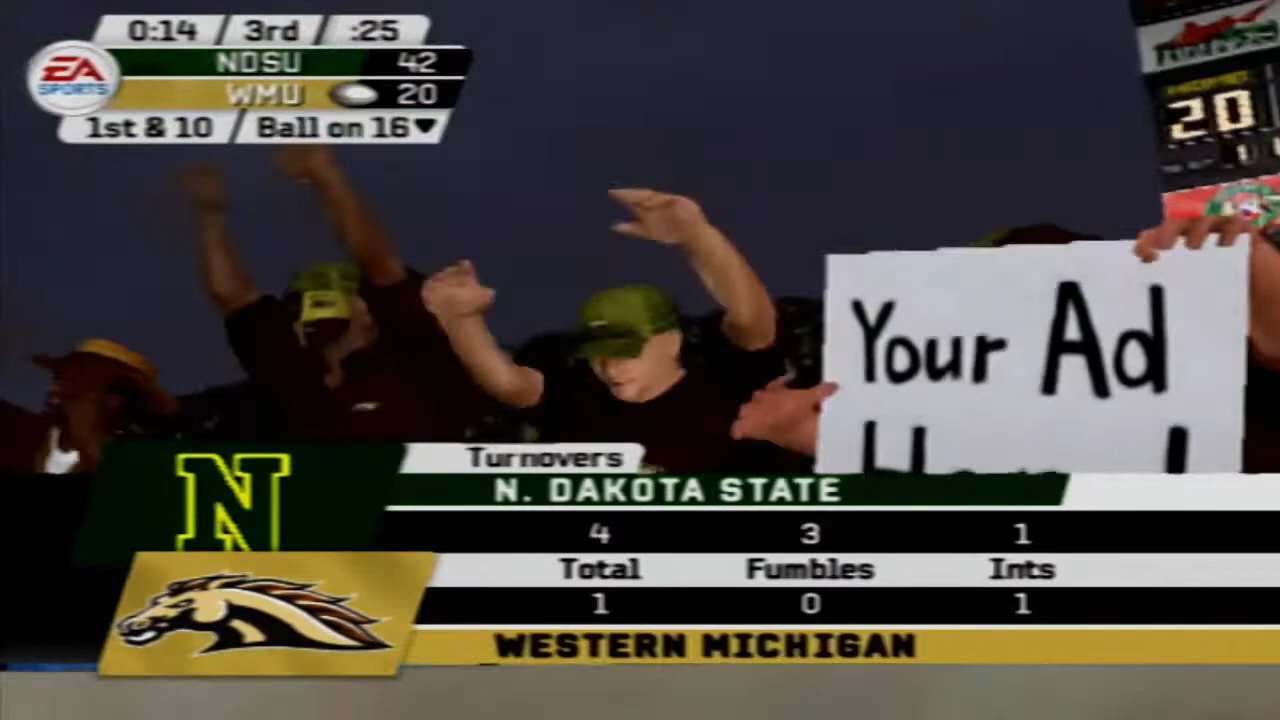 0:14 / 3rd / :25
EA SPORTS
NDSU 42
WMU 20
1st & 10 / Ball on 16
20
Your Ad
Turnovers
N
N. DAKOTA STATE
4 3 1
Total Fumbles Ints
1 0 1
WESTERN MICHIGAN